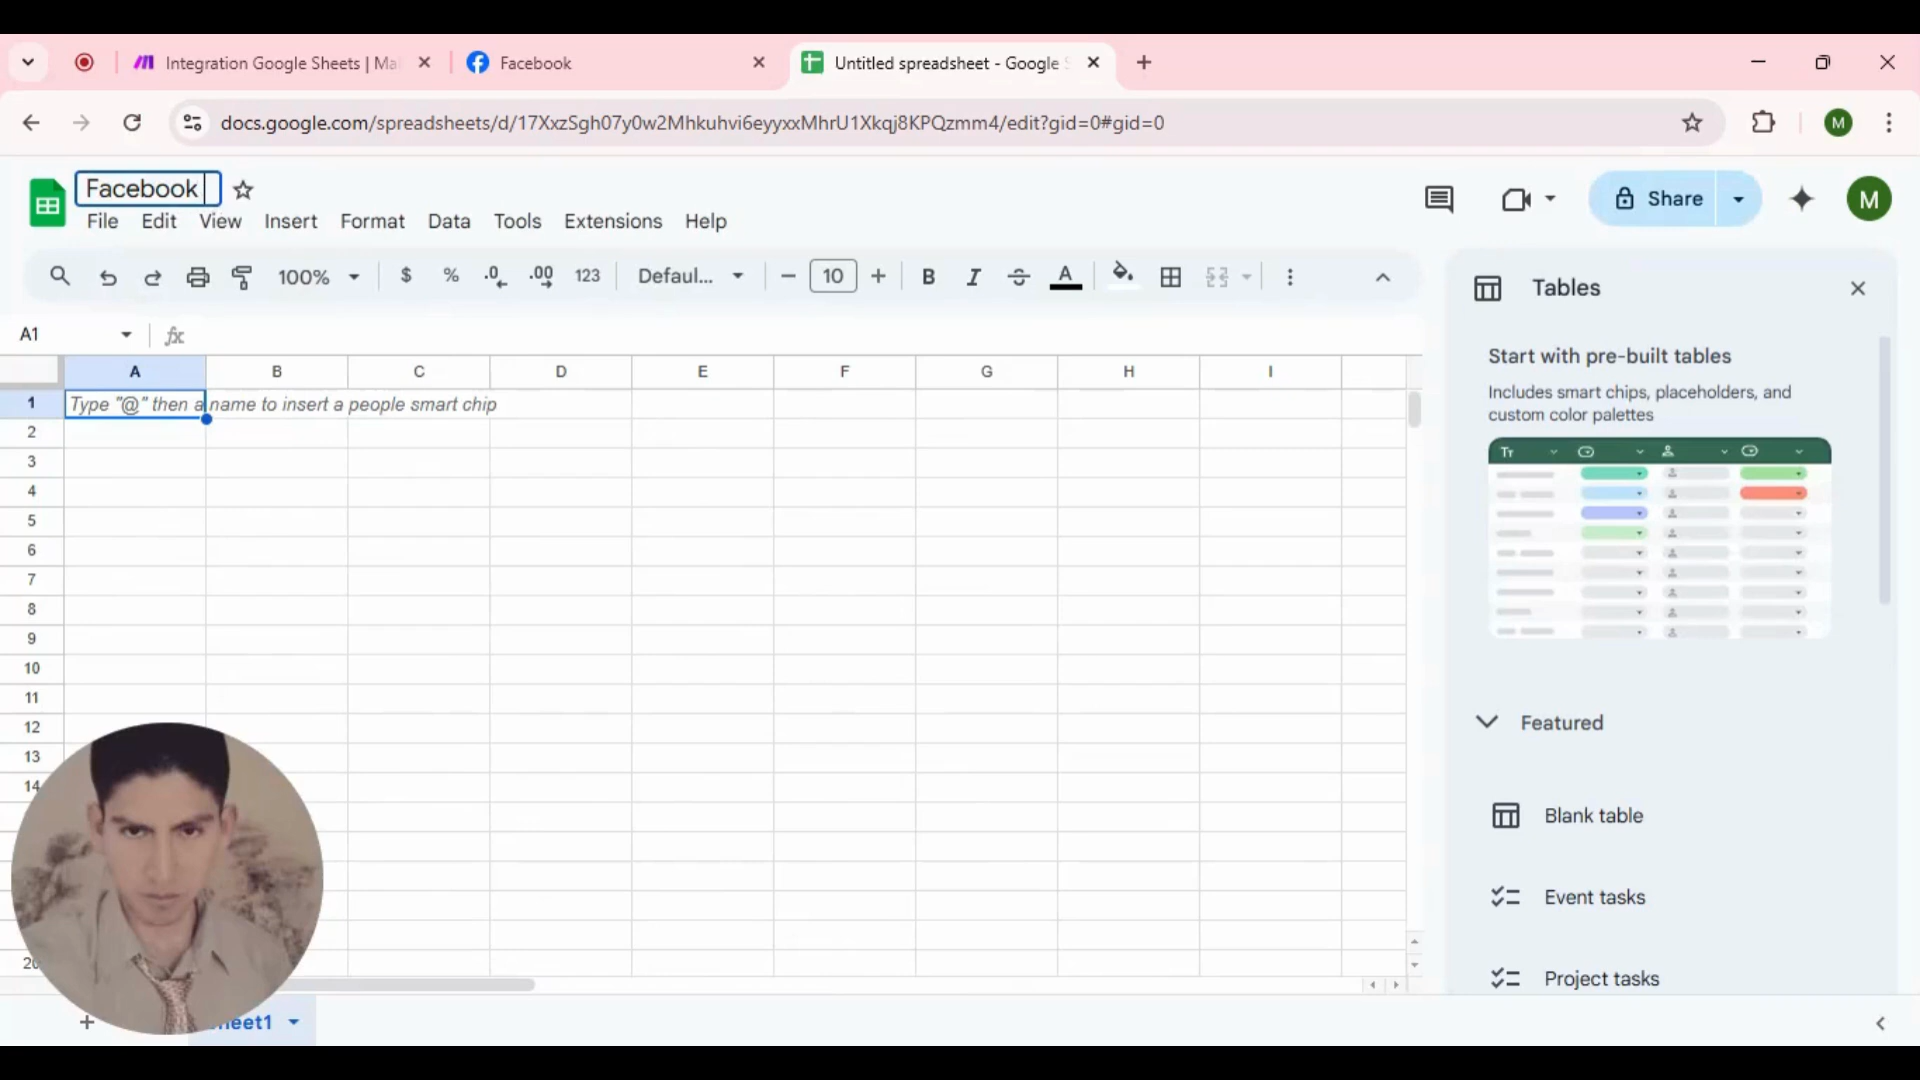 Integration Google Sheets | Ma
Facebook
Untitled spreadsheet - Google S
docs.google.com/spreadsheets/d/17XxzSgh07y0w2Mhkuhvi6eyyxxMhrU1Xkqj8KPQzmm4/edit?gid=0#gid=0
M
Facebook
File Edit View Insert Format Data Tools Extensions Help
Share
M
100% $ % .0 .00 123 Defaul... 10 B I S A
Tables
A1 fx
Start with pre-built tables
Includes smart chips, placeholders, and
custom color palettes
A B C D E F G H I
1 Type "@" then a name to insert a people smart chip
2
3
4
5
6
7
8
9
10
11
12
13
14
20
Tт
Featured
Blank table
Event tasks
Project tasks
heet1